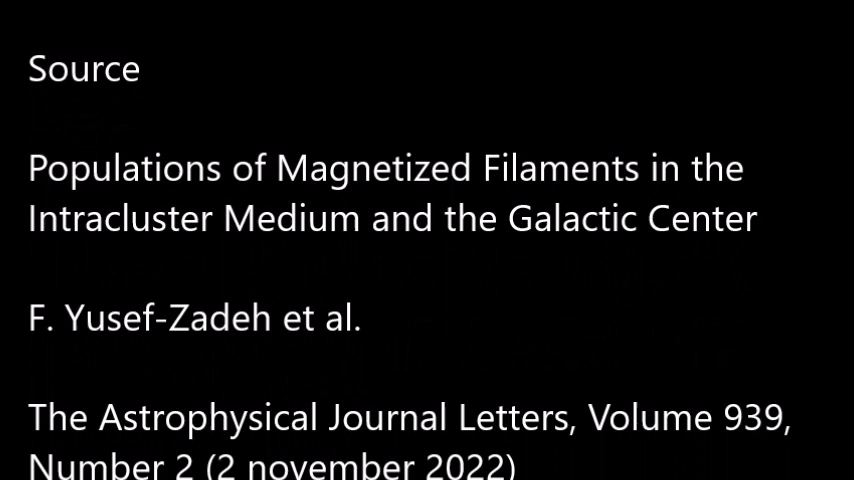 Source
Populations of Magnetized Filaments in the
Intracluster Medium and the Galactic Center
F. Yusef-Zadeh et al.
The Astrophysical Journal Letters, Volume 939,
Number 2 (2 november 2022)